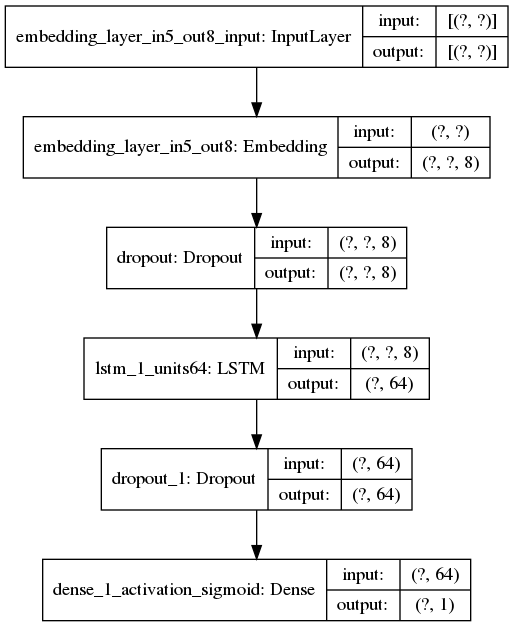 embedding_layer_in5_out8_input: InputLayer
input: [(?, ?)]
output: [(?, ?)]
embedding_layer_in5_out8: Embedding
input: (?, ?)
output: (?, ?, 8)
dropout: Dropout
input: (?, ?, 8)
output: (?, ?, 8)
lstm_1_units64: LSTM
input: (?, ?, 8)
output: (?, 64)
dropout_1: Dropout
input: (?, 64)
output: (?, 64)
dense_1_activation_sigmoid: Dense
input: (?, 64)
output: (?, 1)